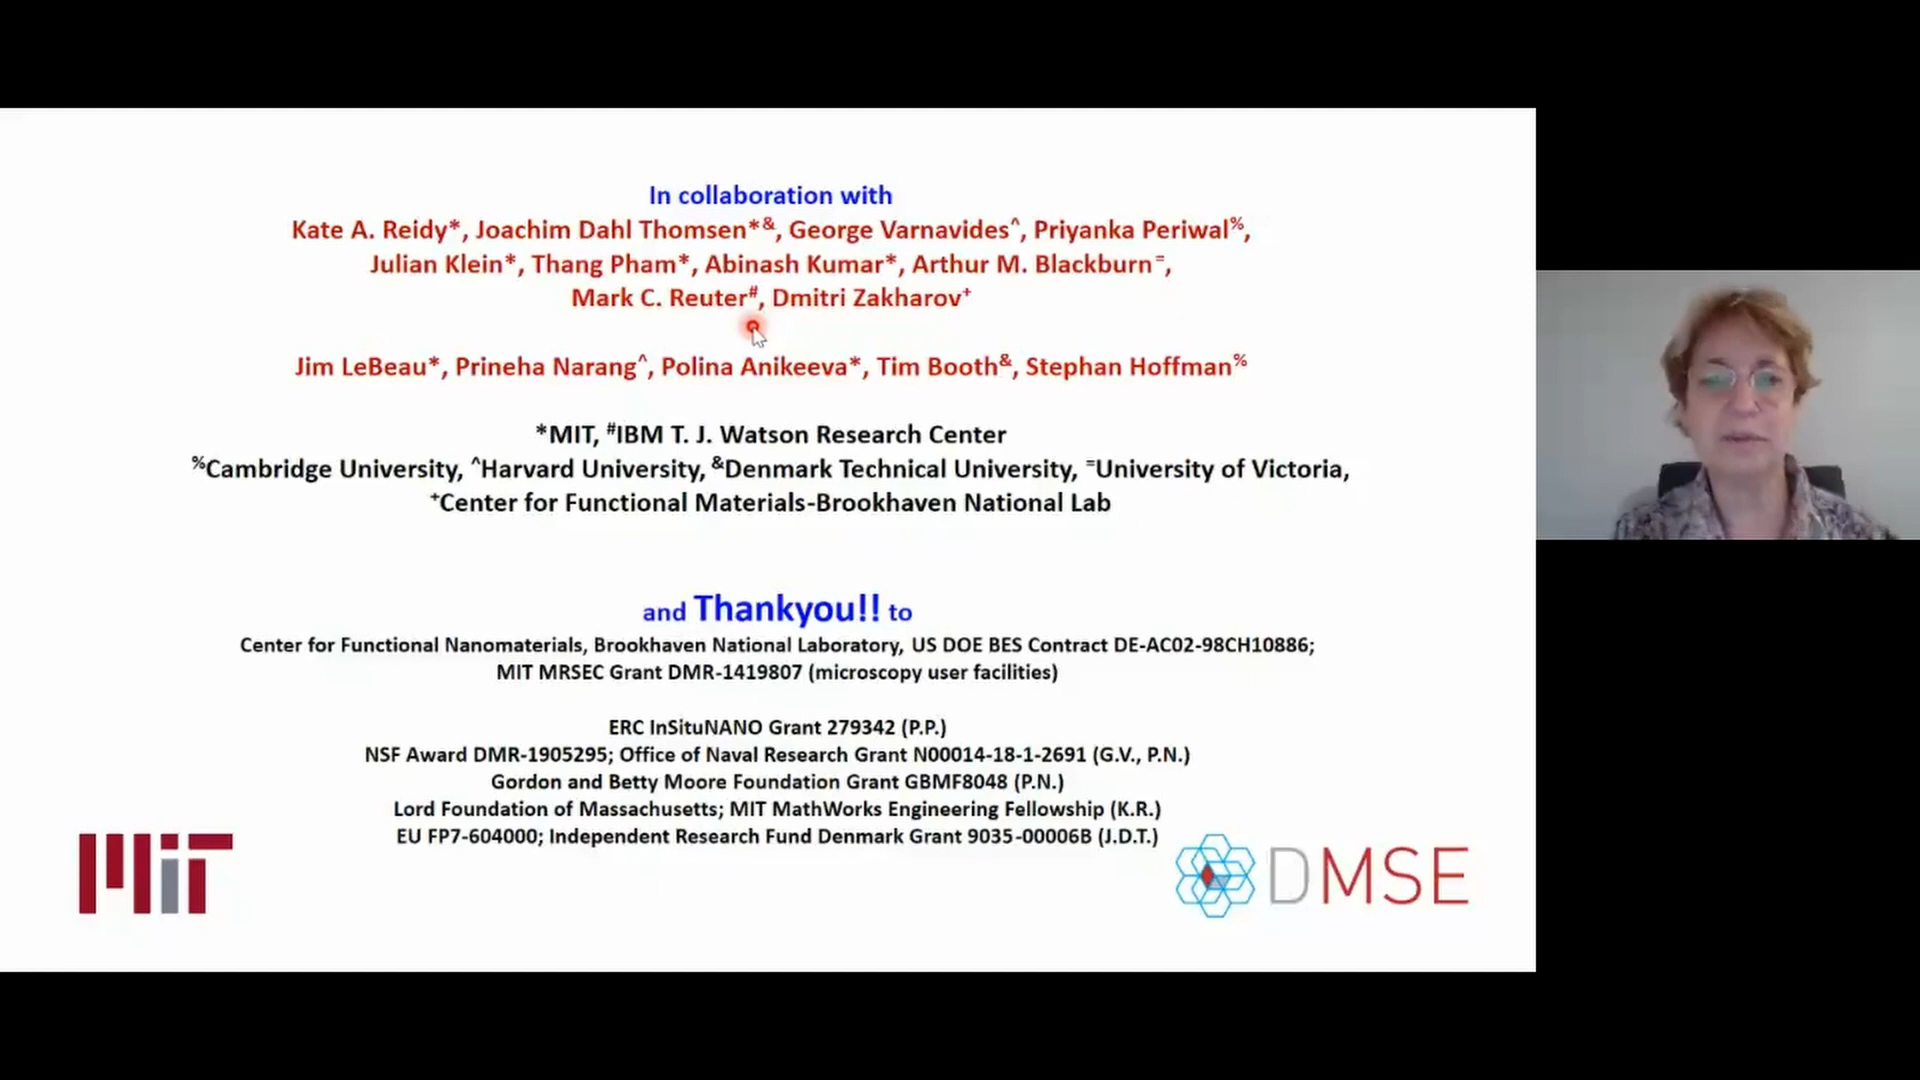 In collaboration with
Kate A. Reidy*, Joachim Dahl Thomsen*&, George Varnavides^, Priyanka Periwal%,
Julian Klein*, Thang Pham*, Abinash Kumar*, Arthur M. Blackburn=,
Mark C. Reuter#, Dmitri Zakharov+
Jim LeBeau*, Prineha Narang^, Polina Anikeeva*, Tim Booth&, Stephan Hoffman%
*MIT, #IBM T. J. Watson Research Center
%Cambridge University, ^Harvard University, &Denmark Technical University, =University of Victoria,
+Center for Functional Materials-Brookhaven National Lab
and Thankyou!! to
Center for Functional Nanomaterials, Brookhaven National Laboratory, US DOE BES Contract DE-AC02-98CH10886;
MIT MRSEC Grant DMR-1419807 (microscopy user facilities)
ERC InSituNANO Grant 279342 (P.P.)
NSF Award DMR-1905295; Office of Naval Research Grant N00014-18-1-2691 (G.V., P.N.)
Gordon and Betty Moore Foundation Grant GBMF8048 (P.N.)
Lord Foundation of Massachusetts; MIT MathWorks Engineering Fellowship (K.R.)
EU FP7-604000; Independent Research Fund Denmark Grant 9035-00006B (J.D.T.)
MIT
DMSE